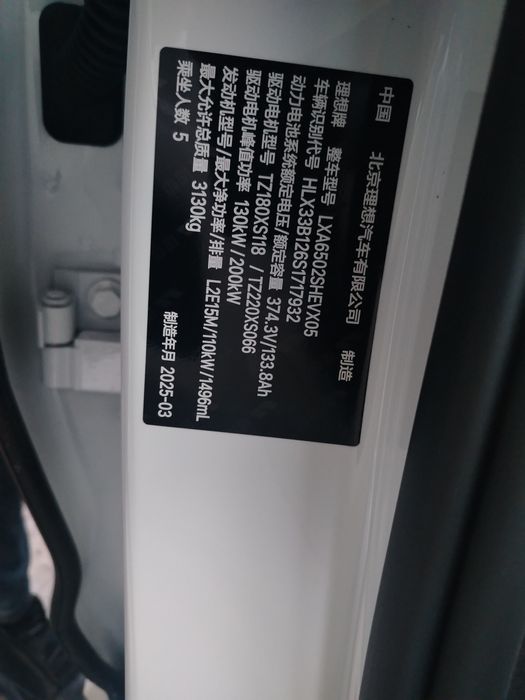 中国 北京理想汽车有限公司 制造
理想牌 整车型号 LXA6502SHEVX05
车辆识别代号 HLX33B126S1717932
动力电池系统额定电压/额定容量 374.3V/133.8Ah
驱动电机型号 TZ180XS118 /TZ220XS066
驱动电机峰值功率 130kW/200kW
发动机型号/最大净功率/排量 L2E15M/110kW/1496mL
最大允许总质量 3130kg
乘坐人数 5 制造年月 2025-03